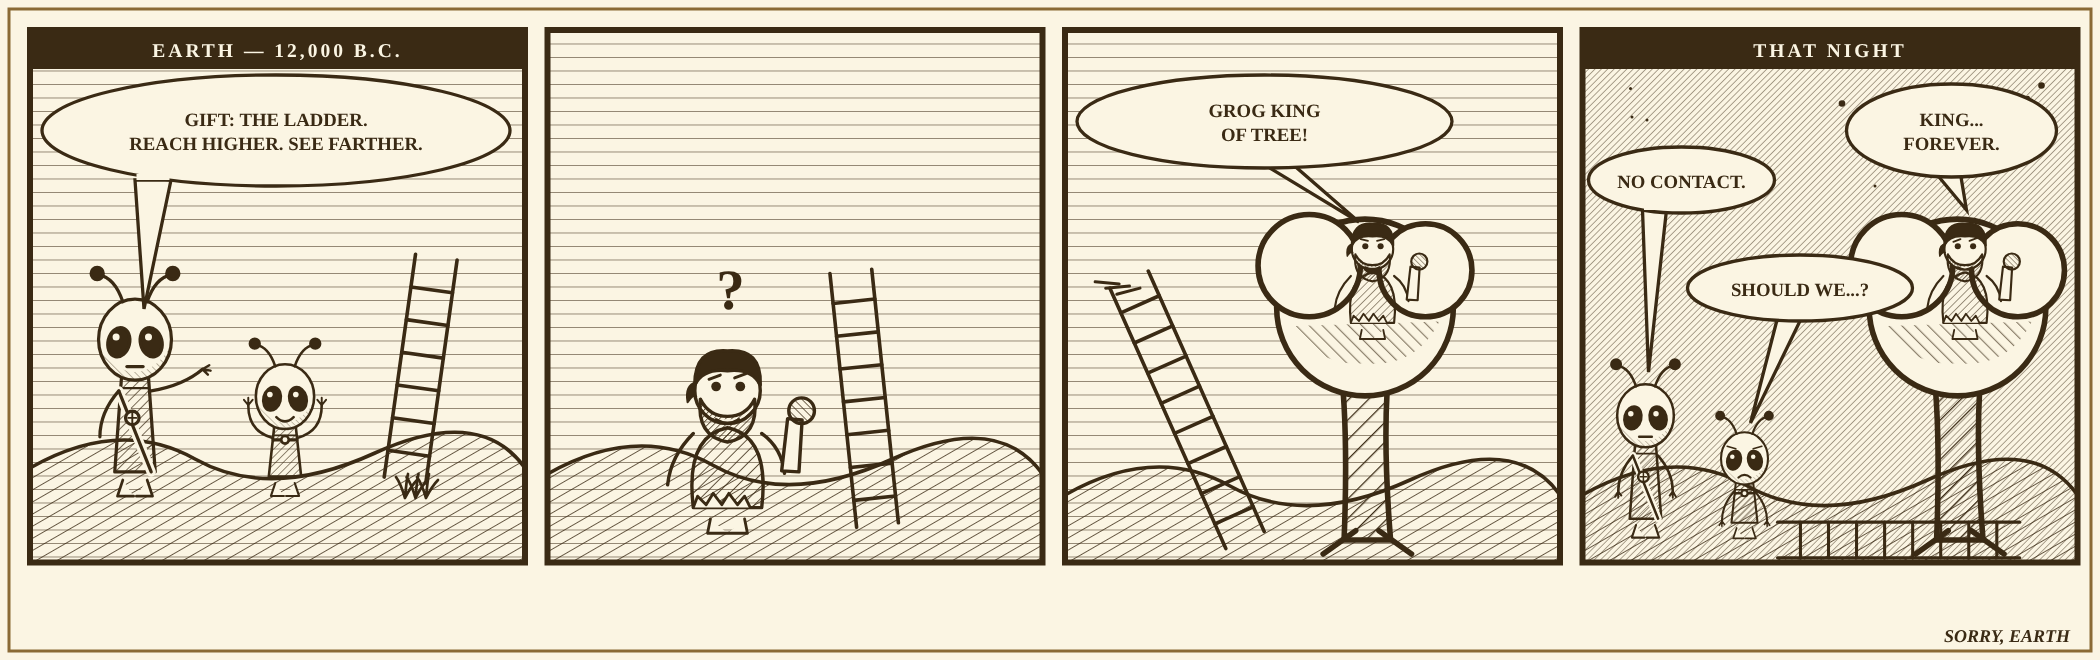 EARTH — 12,000 B.C.
GIFT: THE LADDER.
REACH HIGHER. SEE FARTHER.
?
GROG KING
OF TREE!
THAT NIGHT
KING...
FOREVER.
NO CONTACT.
SHOULD WE...?
SORRY, EARTH